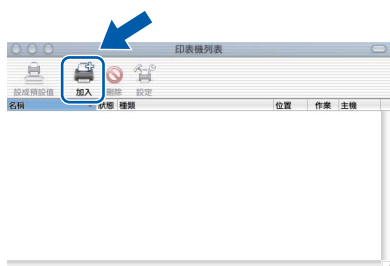 印表機列表
設成預設值 加入 刪除 設定
名稱 狀態 種類 位置 作業 主機